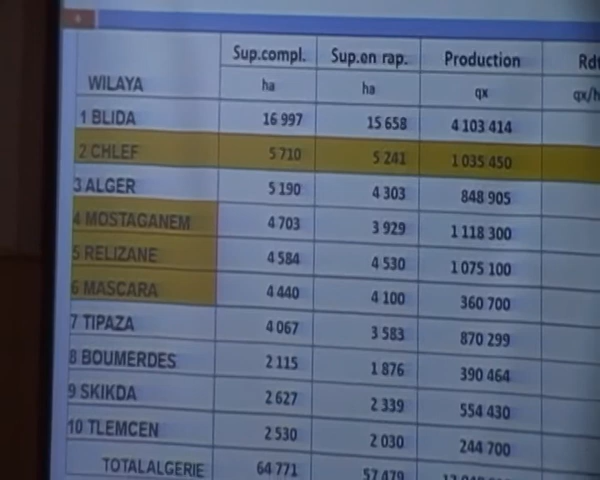 Sup.compl. Sup.en rap. Production
WILAYA ha ha qx
1 BLIDA 16 997 15 658 4 103 414
2 CHLEF 5 710 5 241 1 035 450
3 ALGER 5 190 4 303 848 905
4 MOSTAGANEM 4 703 3 929 1 118 300
5 RELIZANE 4 584 4 530 1 075 100
6 MASCARA 4 440 4 100 360 700
7 TIPAZA 4 067 3 583 870 299
8 BOUMERDES 2 115 1 876 390 464
9 SKIKDA 2 627 2 339 554 430
10 TLEMCEN 2 530 2 030 244 700
TOTALALGERIE 64 771 57 479